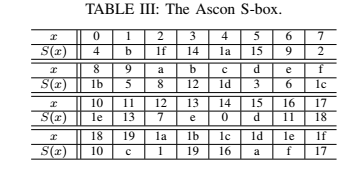 TABLE III: The Ascon S-box.
x 0 1 2 3 4 5 6 7
S(x) 4 b 1f 14 1a 15 9 2
x 8 9 a b c d e f
S(x) 1b 5 8 12 1d 3 6 1c
x 10 11 12 13 14 15 16 17
S(x) 1e 13 7 e 0 d 11 18
x 18 19 1a 1b 1c 1d 1e 1f
S(x) 10 c 1 19 16 a f 17